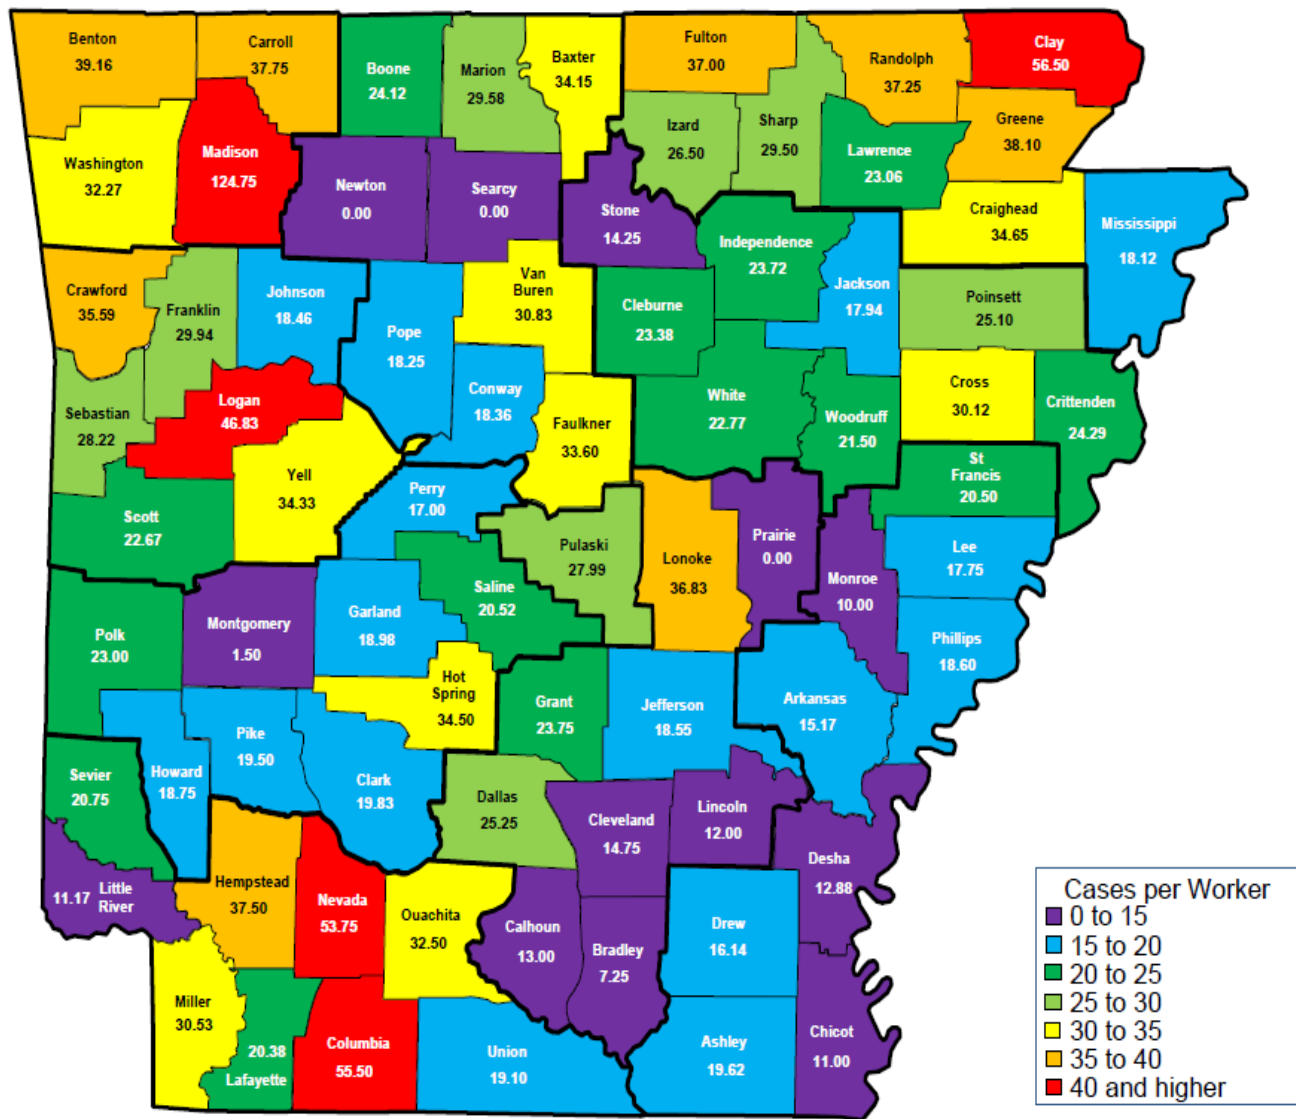 Benton
39.16
Carroll
37.75
Boone
24.12
Marion
29.58
Baxter
34.15
Fulton
37.00
Randolph
37.25
Clay
56.50
Washington
32.27
Madison
124.75
Newton
0.00
Searcy
0.00
Stone
14.25
Izard
26.50
Sharp
29.50
Lawrence
23.06
Greene
38.10
Craighead
34.65
Mississippi
18.12
Crawford
35.59
Franklin
29.94
Johnson
18.46
Pope
18.25
Van
Buren
30.83
Cleburne
23.38
Independence
23.72
Jackson
17.94
Poinsett
25.10
Sebastian
28.22
Logan
46.83
Conway
18.36
Faulkner
33.60
White
22.77
Woodruff
21.50
Cross
30.12
Crittenden
24.29
Scott
22.67
Yell
34.33
Perry
17.00
Pulaski
27.99
Lonoke
36.83
Prairie
0.00
Monroe
10.00
St
Francis
20.50
Lee
17.75
Phillips
18.60
Polk
23.00
Montgomery
1.50
Garland
18.98
Saline
20.52
Hot
Spring
34.50
Grant
23.75
Jefferson
18.55
Arkansas
15.17
Sevier
20.75
Howard
18.75
Pike
19.50
Clark
19.83
Dallas
25.25
Cleveland
14.75
Lincoln
12.00
Desha
12.88
11.17 Little
River
Hempstead
37.50
Nevada
53.75
Ouachita
32.50
Calhoun
13.00
Bradley
7.25
Drew
16.14
Miller
30.53
20.38
Lafayette
Columbia
55.50
Union
19.10
Ashley
19.62
Chicot
11.00
Cases per Worker
0 to 15
15 to 20
20 to 25
25 to 30
30 to 35
35 to 40
40 and higher